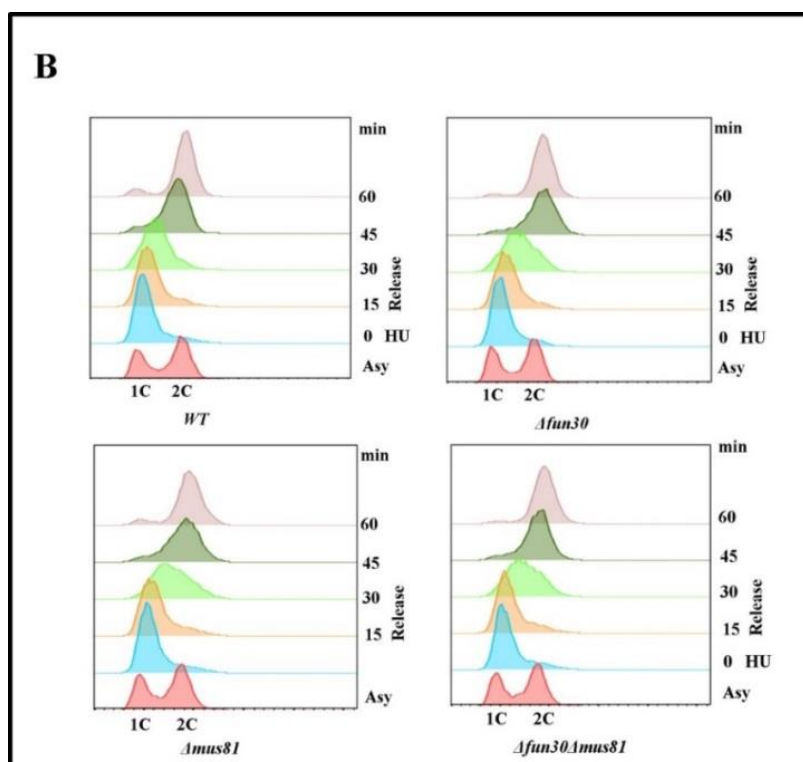 B
min
60
45
30
15
0 HU
Asy
Release
1C 2C
WT
min
60
45
30
15
0 HU
Asy
Release
1C 2C
Δfun30
min
60
45
30
15
Asy
Release
1C 2C
Δmus81
min
60
45
30
15
0 HU
Asy
Release
1C 2C
Δfun30Δmus81